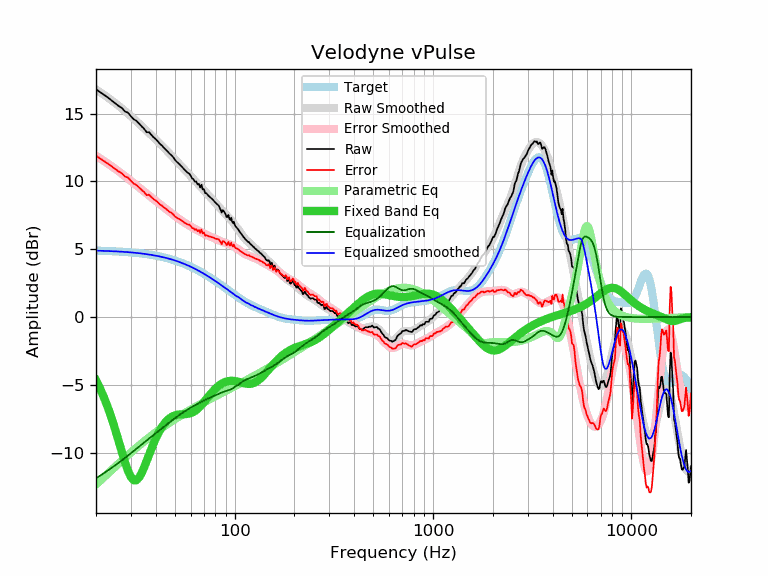 Velodyne vPulse
Target
Raw Smoothed
Error Smoothed
Raw
Error
Parametric Eq
Fixed Band Eq
Equalization
Equalized smoothed
15
10
5
0
−5
−10
Amplitude (dBr)
100
1000
10000
Frequency (Hz)